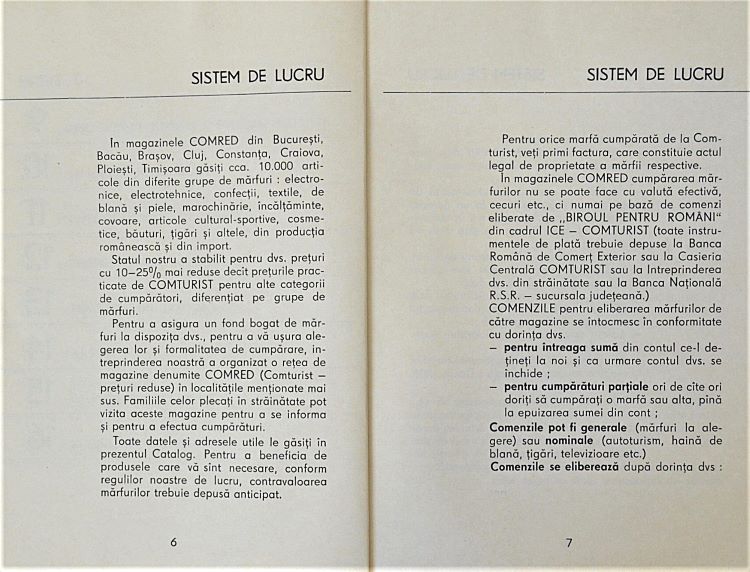 SISTEM DE LUCRU
In magazinele COMRED din București,
Bacău, Brașov, Cluj, Constanța, Craiova,
Ploiești, Timișoara găsiți cca. 10.000 arti-
cole din diferite grupe de mărfuri : electro-
nice, electrotehnice, confecții, textile, de
blană și piele, marochinărie, încălțăminte,
covoare, articole cultural-sportive, cosme-
tice, băuturi, țigări și altele, din producția
românească și din import.
Statul nostru a stabilit pentru dvs. prețuri
cu 10–25% mai reduse decît prețurile prac-
ticate de COMTURIST pentru alte categorii
de cumpărători, diferențiat pe grupe de
mărfuri.
Pentru a asigura un fond bogat de măr-
furi la dispoziția dvs., pentru a vă ușura ale-
gerea lor și formalitatea de cumpărare, in-
treprinderea noastră a organizat o rețea de
magazine denumite COMRED (Comturist –
prețuri reduse) în localitățile menționate mai
sus. Familiile celor plecați în străinătate pot
vizita aceste magazine pentru a se informa
și pentru a efectua cumpărături.
Toate datele și adresele utile le găsiți în
prezentul Catalog. Pentru a beneficia de
produsele care vă sînt necesare, conform
regulilor noastre de lucru, contravaloarea
mărfurilor trebuie depusă anticipat.
6
SISTEM DE LUCRU
Pentru orice marfă cumpărată de la Com-
turist, veți primi factura, care constituie actul
legal de proprietate a mărfii respective.
In magazinele COMRED cumpărarea măr-
furilor nu se poate face cu valută efectivă,
cecuri etc., ci numai pe bază de comenzi
eliberate de „BIROUL PENTRU ROMÂNI“
din cadrul ICE – COMTURIST (toate instru-
mentele de plată trebuie depuse la Banca
Română de Comerț Exterior sau la Casieria
Centrală COMTURIST sau la Intreprinderea
dvs. din străinătate sau la Banca Națională
R.S.R. – sucursala județeană.)
COMENZILE pentru eliberarea mărfurilor de
către magazine se întocmesc în conformitate
cu dorința dvs.
– pentru întreaga sumă din contul ce-l de-
țineți la noi și ca urmare contul dvs. se
închide ;
– pentru cumpărături parțiale ori de cîte ori
doriți să cumpărați o marfă sau alta, pînă
la epuizarea sumei din cont ;
Comenzile pot fi generale (mărfuri la ale-
gere) sau nominale (autoturism, haină de
blană, țigări, televizioare etc.)
Comenzile se eliberează după dorința dvs :
7